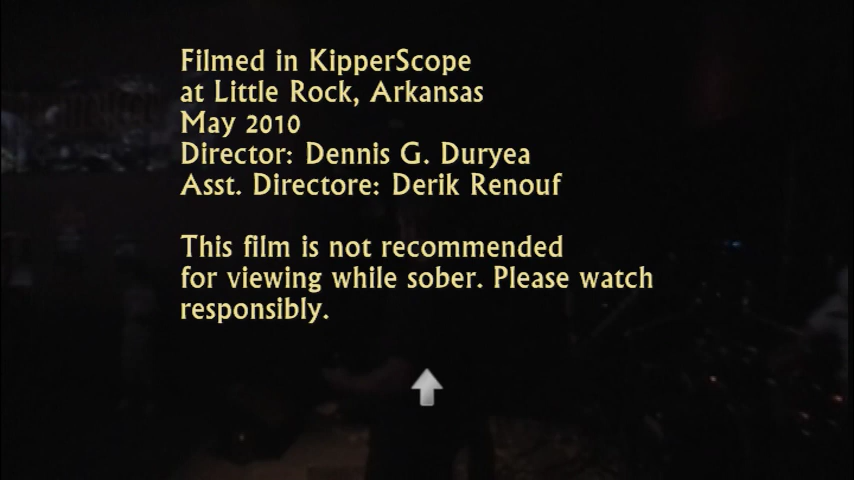 Filmed in KipperScope
at Little Rock, Arkansas
May 2010
Director: Dennis G. Duryea
Asst. Directore: Derik Renouf
This film is not recommended
for viewing while sober. Please watch
responsibly.